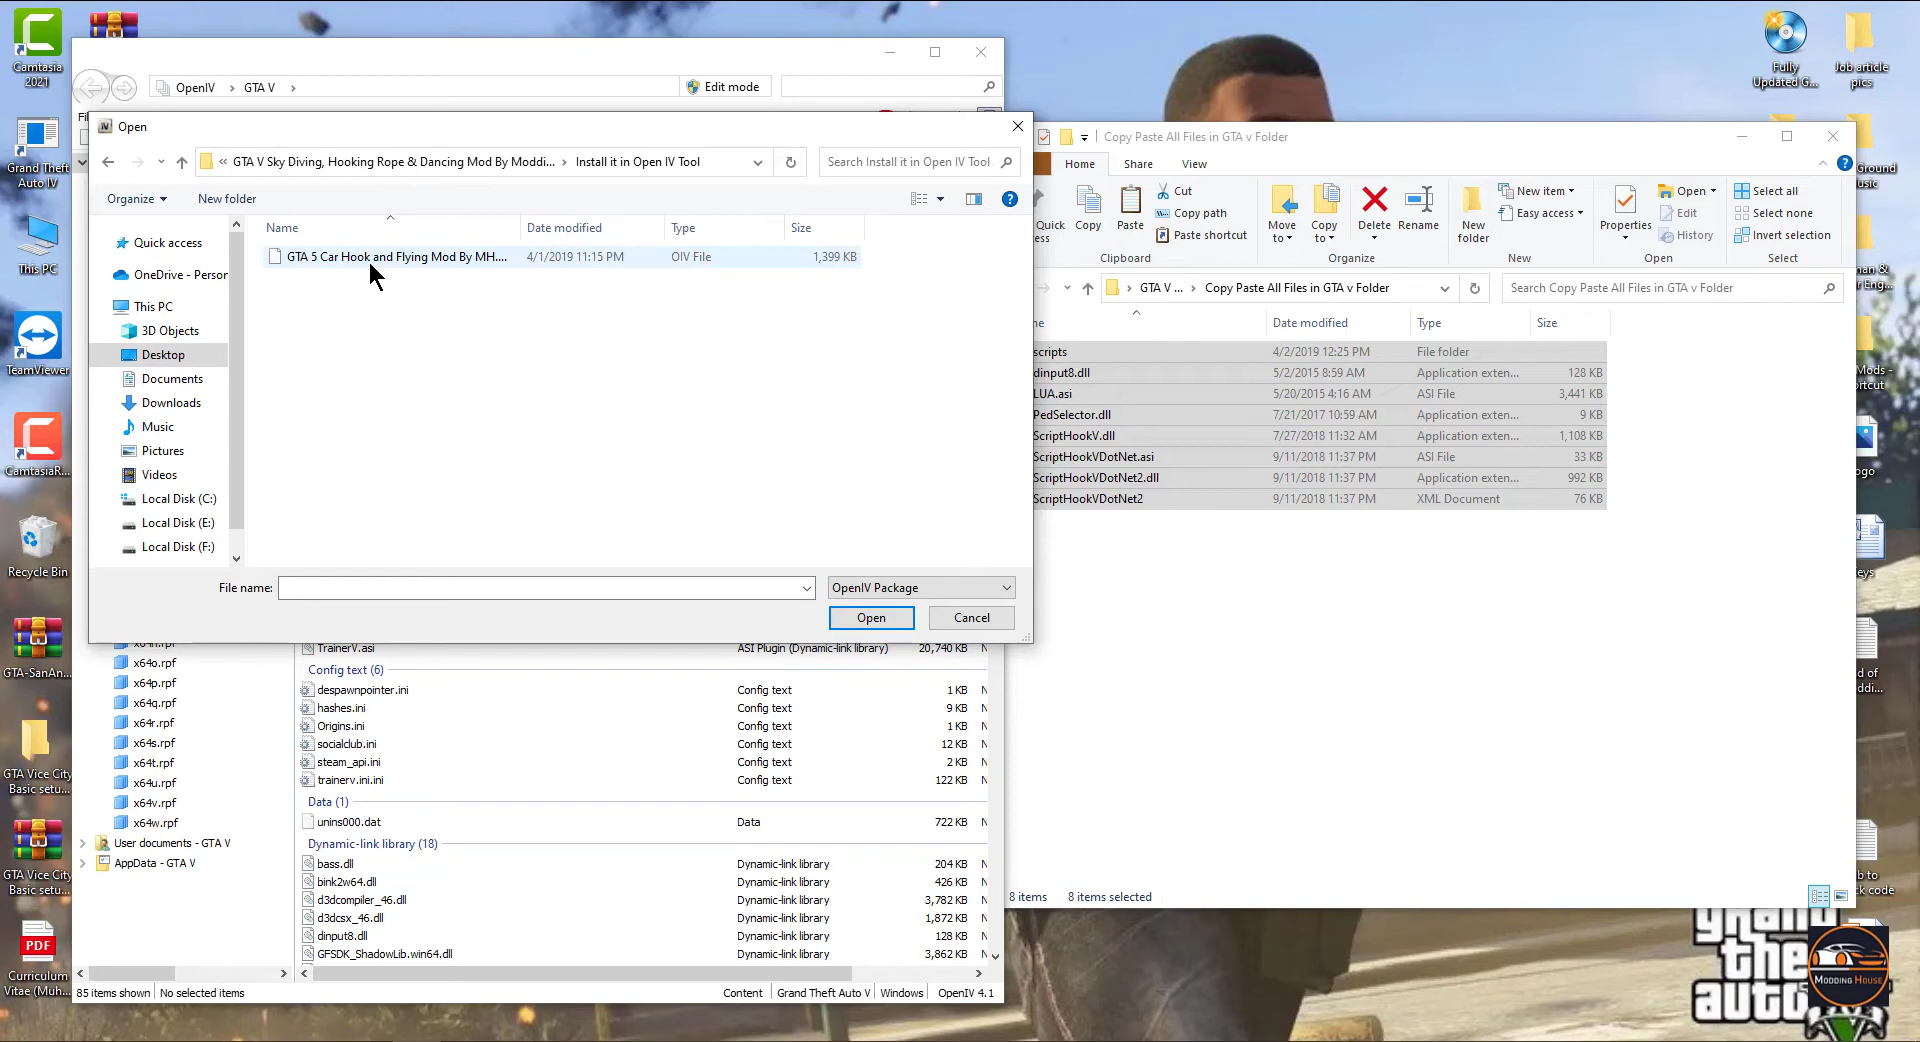 Camtasia 2021
Grand Theft Auto IV
This PC
TeamViewer
CamtasiaR...
Recycle Bin
GTA-SanAn...
GTA Vice City Basic setu...
GTA Vice City Basic setu...
PDF
Curriculum Vitae (Muh...
OpenIV > GTA V >
Edit mode
Open
« GTA V Sky Diving, Hooking Rope & Dancing Mod By Moddi... > Install it in Open IV Tool
Search Install it in Open IV Tool
Organize
New folder
Name
Date modified
Type
Size
GTA 5 Car Hook and Flying Mod By MH....
4/1/2019 11:15 PM
OIV File
1,399 KB
Quick access
OneDrive - Person
This PC
3D Objects
Desktop
Documents
Downloads
Music
Pictures
Videos
Local Disk (C:)
Local Disk (E:)
Local Disk (F:)
File name:
OpenIV Package
Open
Cancel
x64o.rpf
x64p.rpf
x64q.rpf
x64r.rpf
x64s.rpf
x64t.rpf
x64u.rpf
x64v.rpf
x64w.rpf
User documents - GTA V
AppData - GTA V
TrainerV.asi ASI Plugin (Dynamic-link library) 20,740 KB
Config text (6)
despawnpointer.ini Config text 1 KB N
hashes.ini Config text 9 KB N
Origins.ini Config text 1 KB N
socialclub.ini Config text 12 KB N
steam_api.ini Config text 2 KB N
trainerv.ini.ini Config text 122 KB N
Data (1)
unins000.dat Data 722 KB N
Dynamic-link library (18)
bass.dll Dynamic-link library 204 KB N
bink2w64.dll Dynamic-link library 426 KB N
d3dcompiler_46.dll Dynamic-link library 3,782 KB N
d3dcsx_46.dll Dynamic-link library 1,872 KB N
dinput8.dll Dynamic-link library 128 KB N
GFSDK_ShadowLib.win64.dll Dynamic-link library 3,862 KB N
85 items shown No selected items
Content Grand Theft Auto V Windows OpenIV 4.1
Copy Paste All Files in GTA v Folder
Home Share View
Quick
Copy
Paste
Cut
Copy path
Paste shortcut
Clipboard
Move to
Copy to
Delete
Rename
Organize
New folder
New item
Easy access
New
Properties
Open
Edit
History
Open
Select all
Select none
Invert selection
Select
GTA V ... > Copy Paste All Files in GTA v Folder
Search Copy Paste All Files in GTA v Folder
Date modified Type Size
scripts 4/2/2019 12:25 PM File folder
dinput8.dll 5/2/2015 8:59 AM Application exten... 128 KB
LUA.asi 5/20/2015 4:16 AM ASI File 3,441 KB
PedSelector.dll 7/21/2017 10:59 AM Application exten... 9 KB
ScriptHookV.dll 7/27/2018 11:32 AM Application exten... 1,108 KB
ScriptHookVDotNet.asi 9/11/2018 11:37 PM ASI File 33 KB
ScriptHookVDotNet2.dll 9/11/2018 11:37 PM Application exten... 992 KB
ScriptHookVDotNet2 9/11/2018 11:37 PM XML Document 76 KB
8 items 8 items selected
Fully Updated G...
Job article pics
grand
the
auto
V
MODDING HOUSE